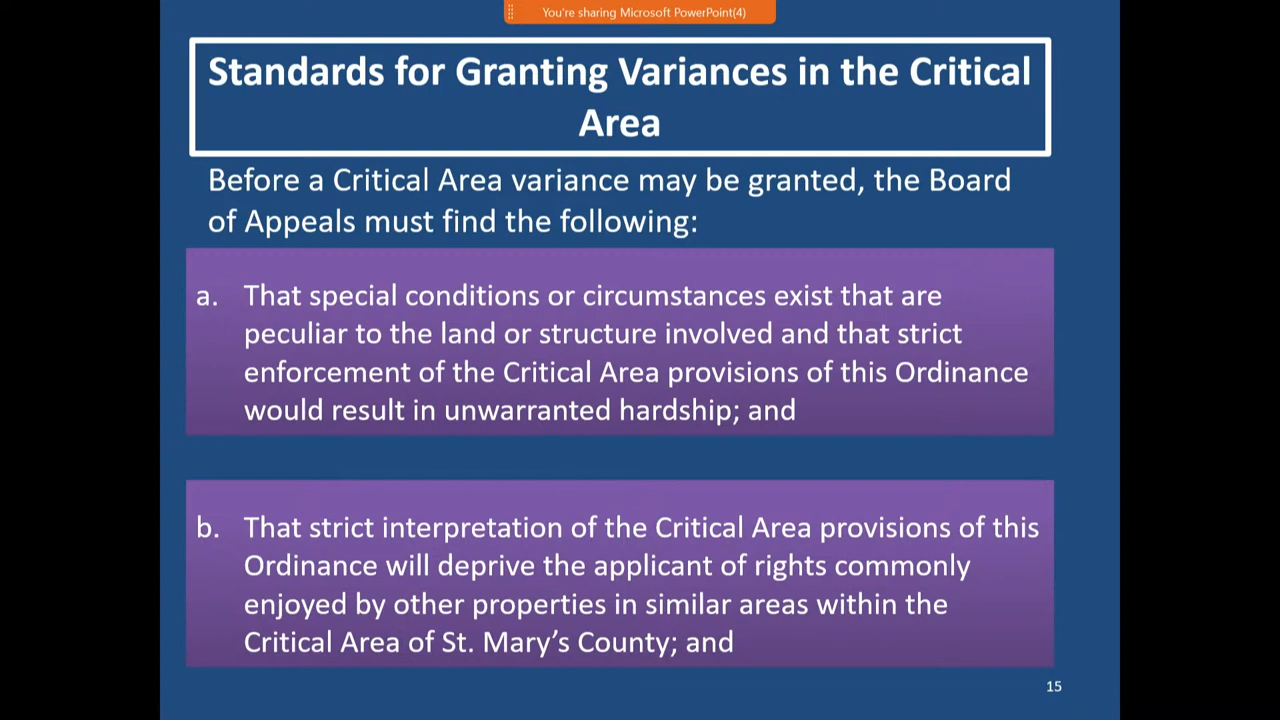 You're sharing Microsoft PowerPoint(4)
Standards for Granting Variances in the Critical
Area
Before a Critical Area variance may be granted, the Board
of Appeals must find the following:
a. That special conditions or circumstances exist that are
peculiar to the land or structure involved and that strict
enforcement of the Critical Area provisions of this Ordinance
would result in unwarranted hardship; and
b. That strict interpretation of the Critical Area provisions of this
Ordinance will deprive the applicant of rights commonly
enjoyed by other properties in similar areas within the
Critical Area of St. Mary’s County; and
15